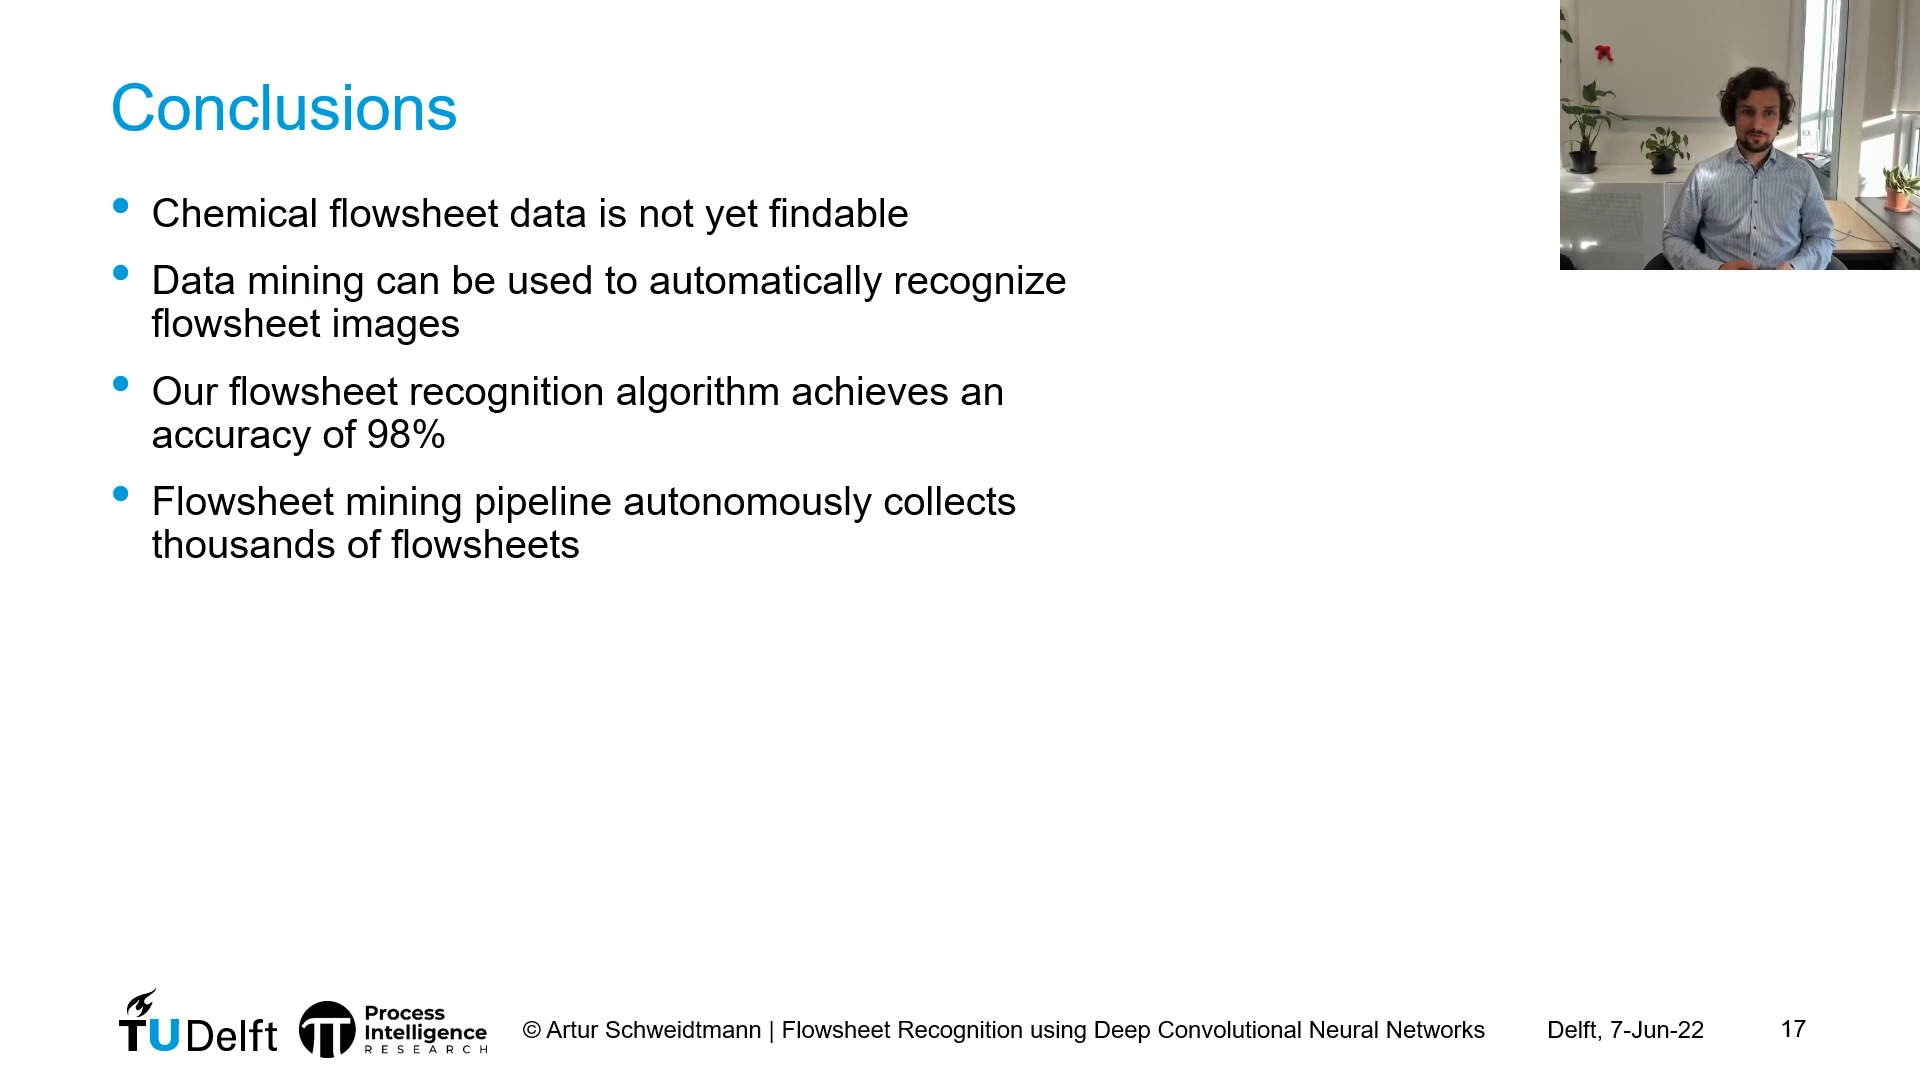 Conclusions
• Chemical flowsheet data is not yet findable
• Data mining can be used to automatically recognize
flowsheet images
• Our flowsheet recognition algorithm achieves an
accuracy of 98%
• Flowsheet mining pipeline autonomously collects
thousands of flowsheets
TU Delft
Process
Intelligence
RESEARCH
© Artur Schweidtmann | Flowsheet Recognition using Deep Convolutional Neural Networks
Delft, 7-Jun-22
17